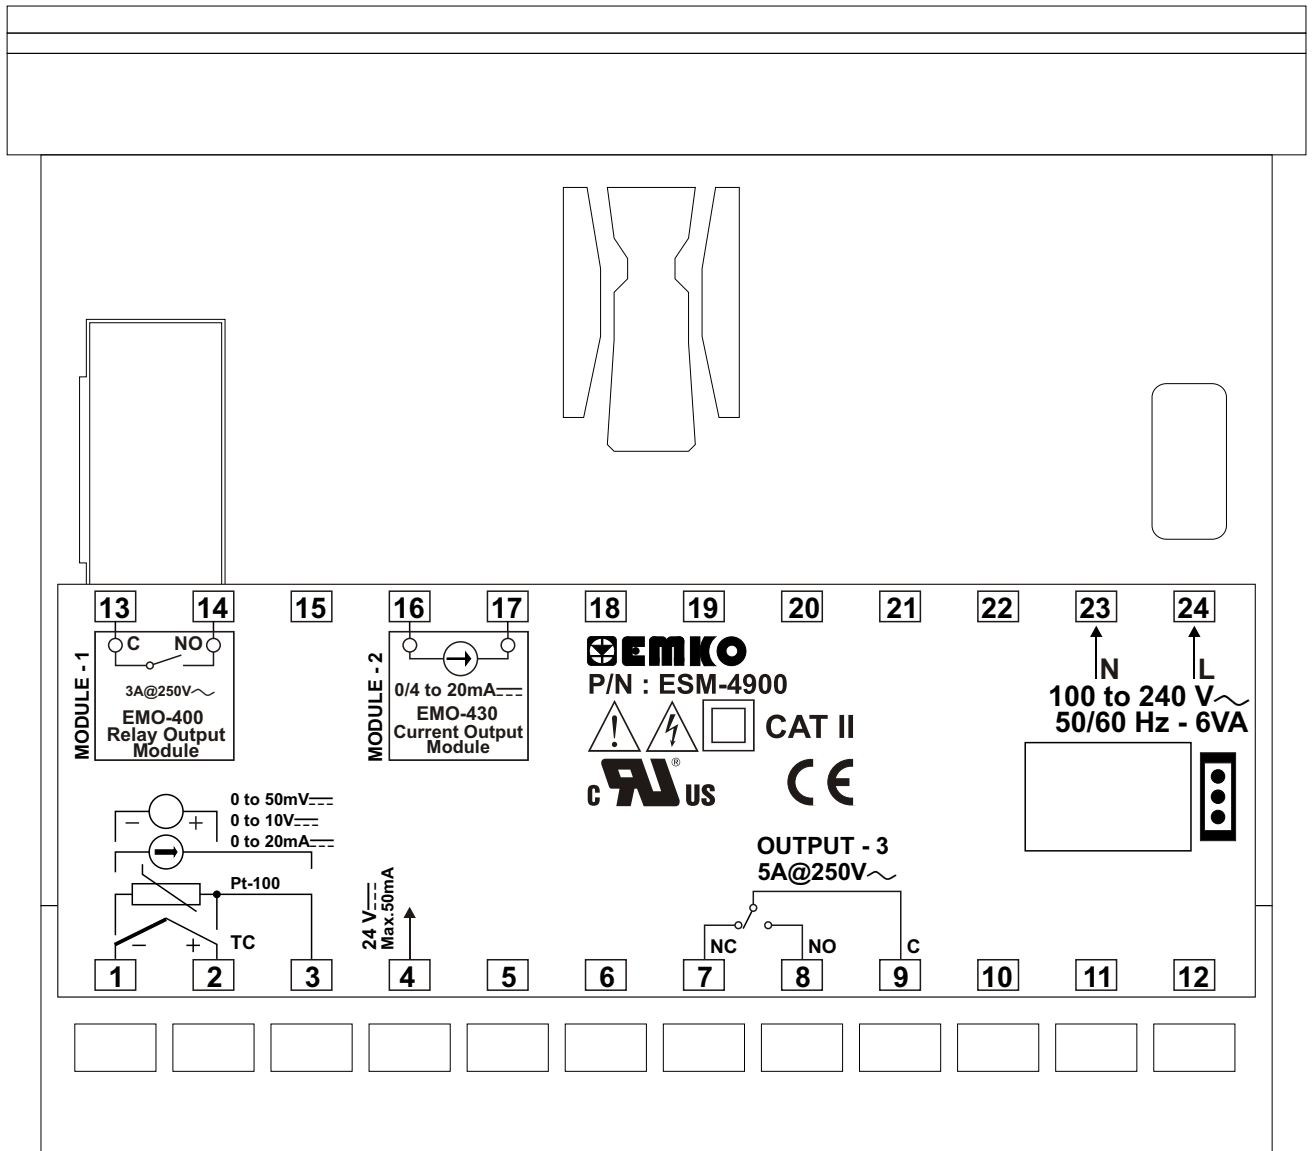 13 14 15 16 17 18 19 20 21 22 23 24
MODULE - 1
C NO
3A@250V
EMO-400
Relay Output
Module
MODULE - 2
0/4 to 20mA
EMO-430
Current Output
Module
EMKO
P/N : ESM-4900
CAT II
C RU ® US
CE
N L
100 to 240 V
50/60 Hz - 6VA
0 to 50mV
− +
0 to 10V
0 to 20mA
Pt-100
− + TC
24 V
Max.50mA
OUTPUT - 3
5A@250V
NC NO C
1 2 3 4 5 6 7 8 9 10 11 12